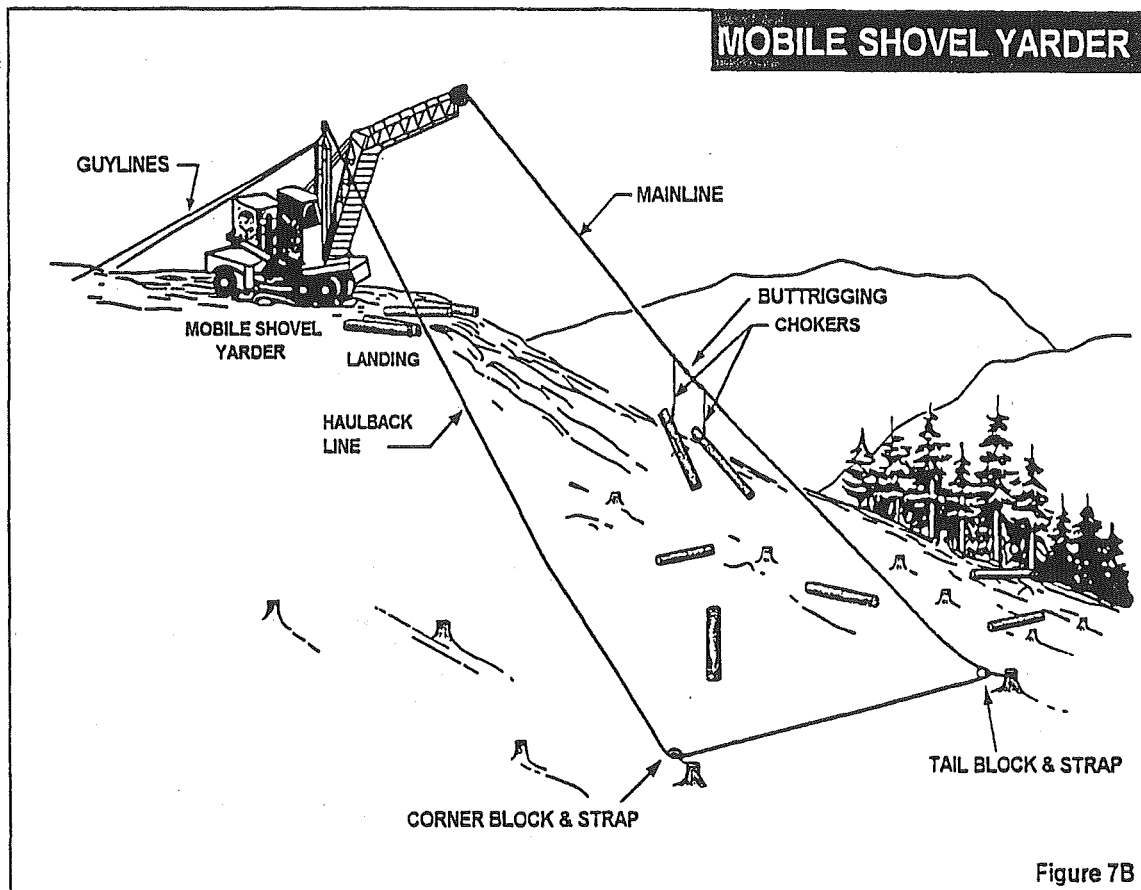 MOBILE SHOVEL YARDER
GUYLINES
MAINLINE
BUTTRIGGING
CHOKERS
MOBILE SHOVEL
YARDER
LANDING
HAULBACK
LINE
TAIL BLOCK & STRAP
CORNER BLOCK & STRAP
Figure 7B